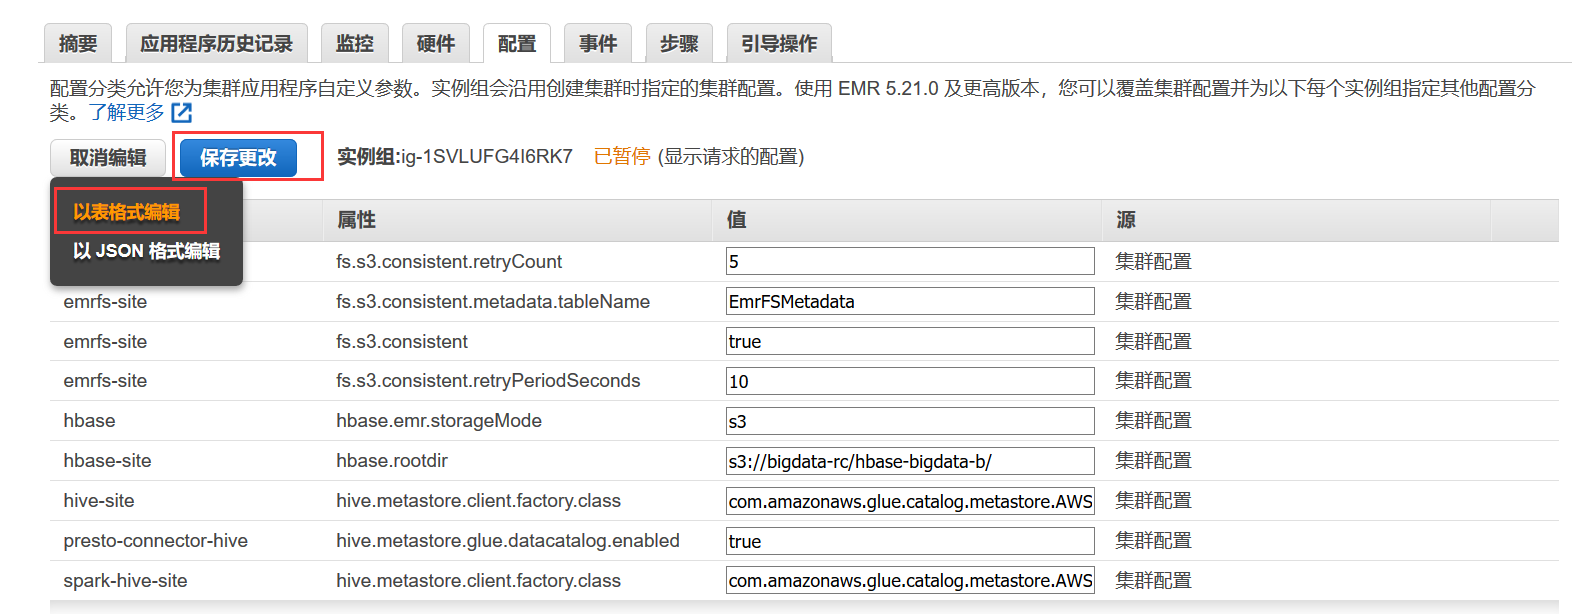 摘要 应用程序历史记录 监控 硬件 配置 事件 步骤 引导操作
配置分类允许您为集群应用程序自定义参数。实例组会沿用创建集群时指定的集群配置。使用 EMR 5.21.0 及更高版本，您可以覆盖集群配置并为以下每个实例组指定其他配置分
类。了解更多
取消编辑 保存更改 实例组:ig-1SVLUFG4I6RK7 已暂停 (显示请求的配置)
以表格式编辑
以 JSON 格式编辑
属性 值 源
fs.s3.consistent.retryCount 5 集群配置
emrfs-site fs.s3.consistent.metadata.tableName EmrFSMetadata 集群配置
emrfs-site fs.s3.consistent true 集群配置
emrfs-site fs.s3.consistent.retryPeriodSeconds 10 集群配置
hbase hbase.emr.storageMode s3 集群配置
hbase-site hbase.rootdir s3://bigdata-rc/hbase-bigdata-b/ 集群配置
hive-site hive.metastore.client.factory.class com.amazonaws.glue.catalog.metastore.AWS 集群配置
presto-connector-hive hive.metastore.glue.datacatalog.enabled true 集群配置
spark-hive-site hive.metastore.client.factory.class com.amazonaws.glue.catalog.metastore.AWS 集群配置